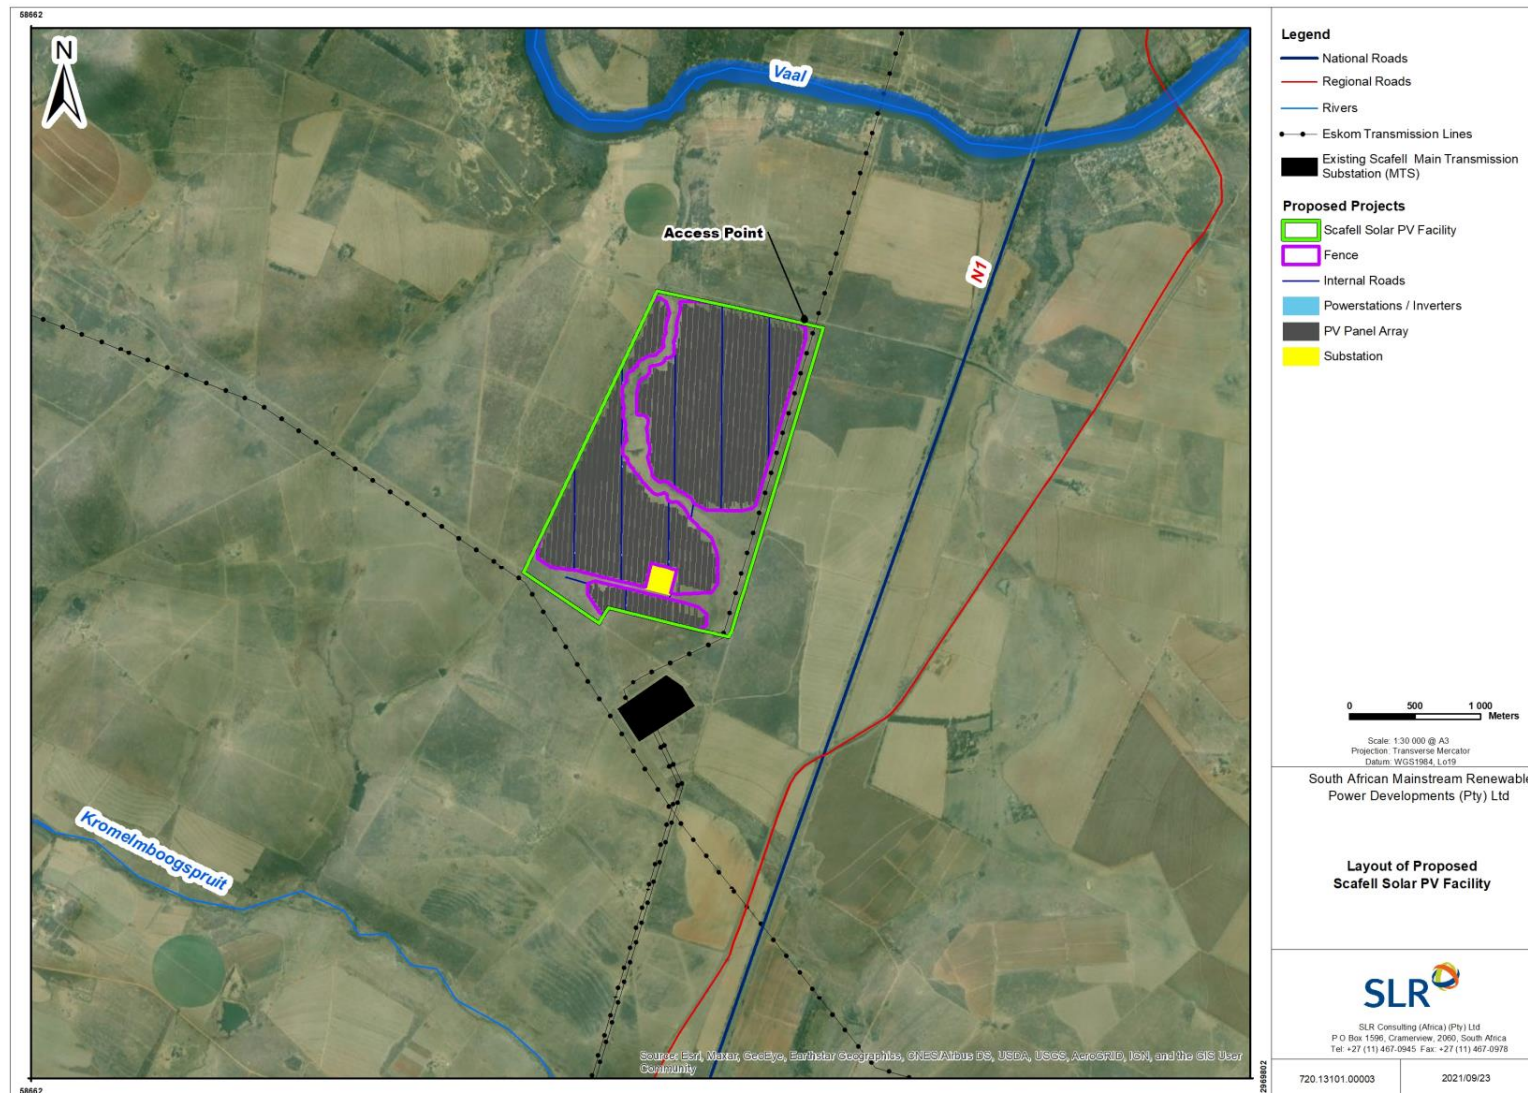 58662
N
Vaal
Access Point
N1
Kromelmboogspruit
Source: Esri, Maxar, GeoEye, Earthstar Geographics, CNES/Airbus DS, USDA, USGS, AeroGRID, IGN, and the GIS User
Community
58662
2969802
Legend
National Roads
Regional Roads
Rivers
Eskom Transmission Lines
Existing Scafell Main Transmission
Substation (MTS)
Proposed Projects
Scafell Solar PV Facility
Fence
Internal Roads
Powerstations / Inverters
PV Panel Array
Substation
0 500 1 000
Meters
Scale: 1:30 000 @ A3
Projection: Transverse Mercator
Datum: WGS1984, Lo19
South African Mainstream Renewable
Power Developments (Pty) Ltd
Layout of Proposed
Scafell Solar PV Facility
SLR
SLR Consulting (Africa) (Pty) Ltd
P O Box 1596, Cramerview, 2060, South Africa
Tel: +27 (11) 467-0945 Fax: +27 (11) 467-0978
720.13101.00003 2021/09/23